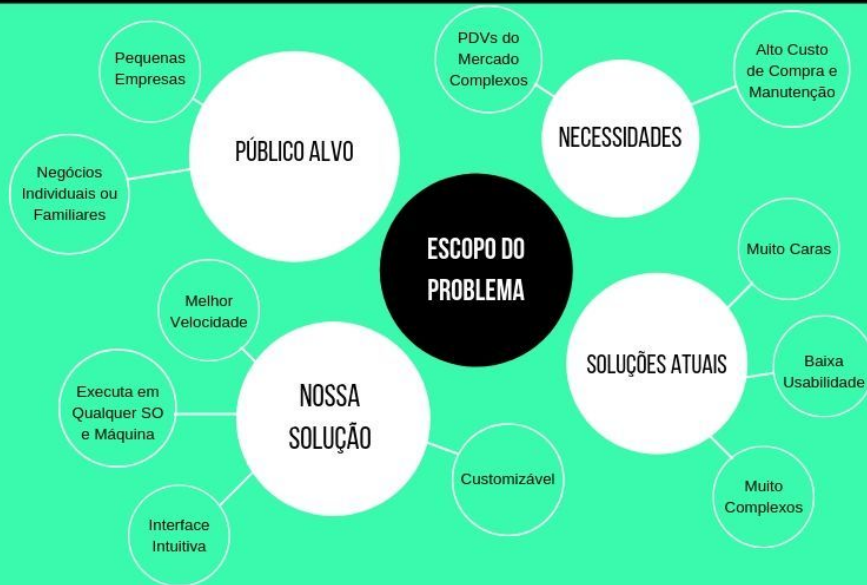 Pequenas
Empresas
Negócios
Individuais ou
Familiares
PÚBLICO ALVO
PDVs do
Mercado
Complexos
Alto Custo
de Compra e
Manutenção
NECESSIDADES
ESCOPO DO
PROBLEMA
Muito Caras
SOLUÇÕES ATUAIS
Baixa
Usabilidade
Muito
Complexos
Melhor
Velocidade
Executa em
Qualquer SO
e Máquina
NOSSA
SOLUÇÃO
Customizável
Interface
Intuitiva